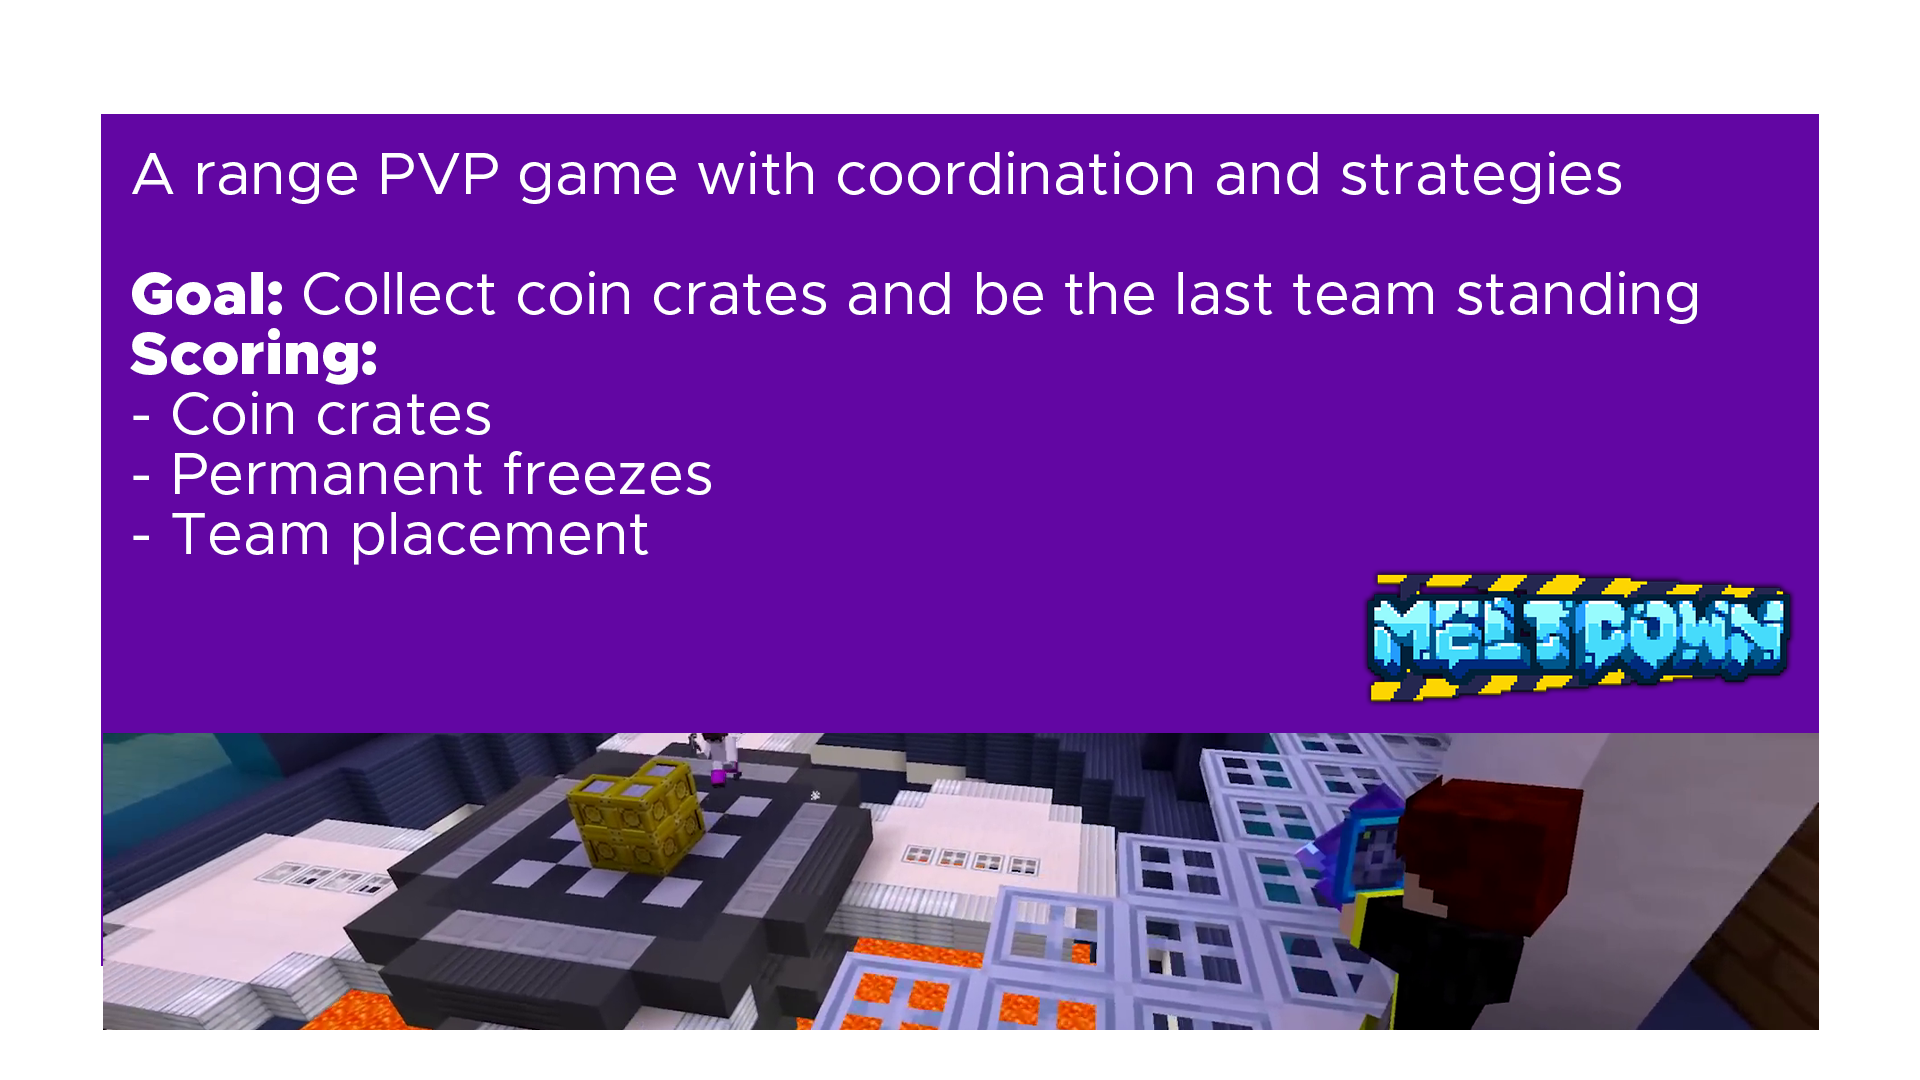 A range PVP game with coordination and strategies
Goal: Collect coin crates and be the last team standing
Scoring:
- Coin crates
- Permanent freezes
- Team placement
MELTDOWN